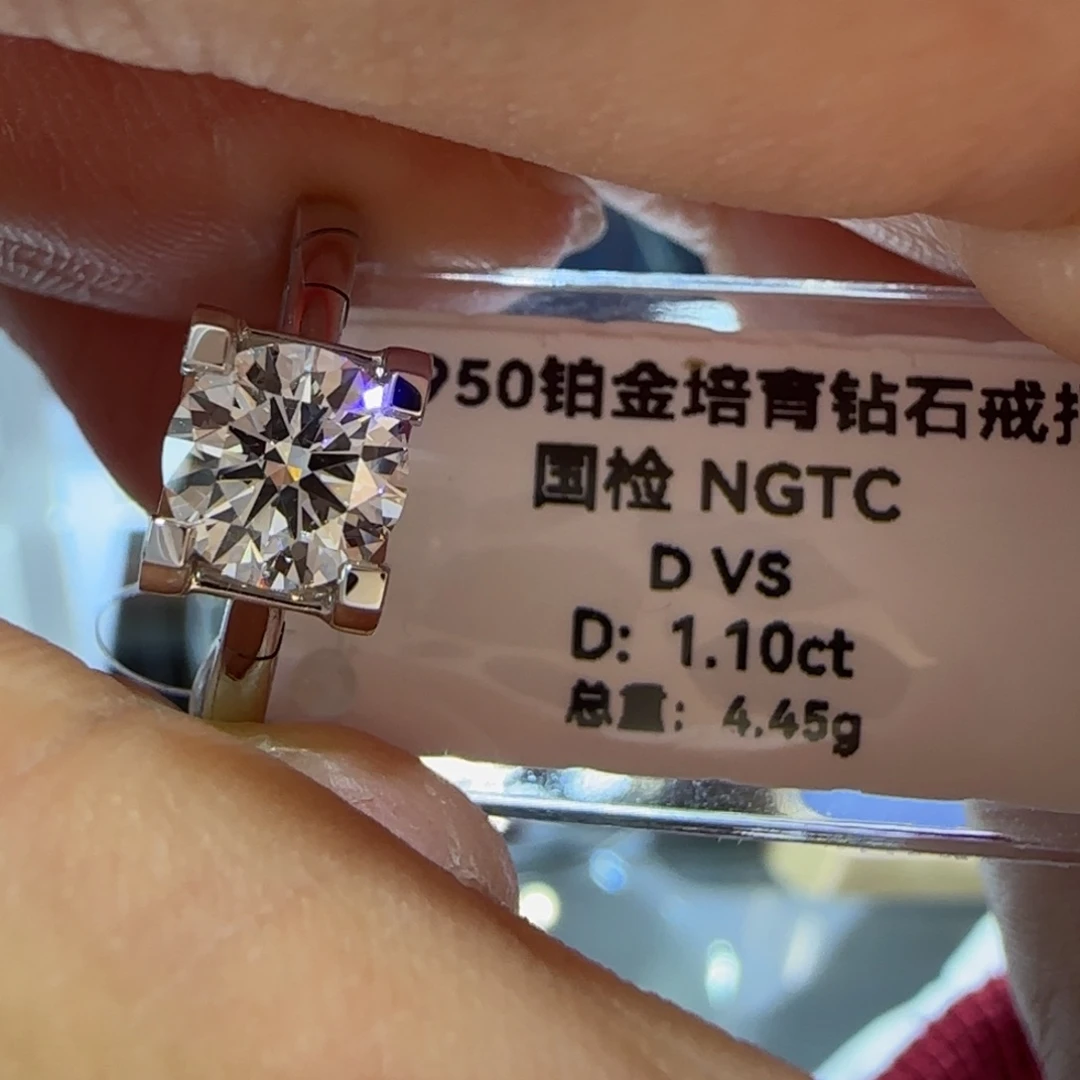 950铂金培育钻石戒
国检 NGTC
D VS
D: 1.10ct
总重: 4.45g